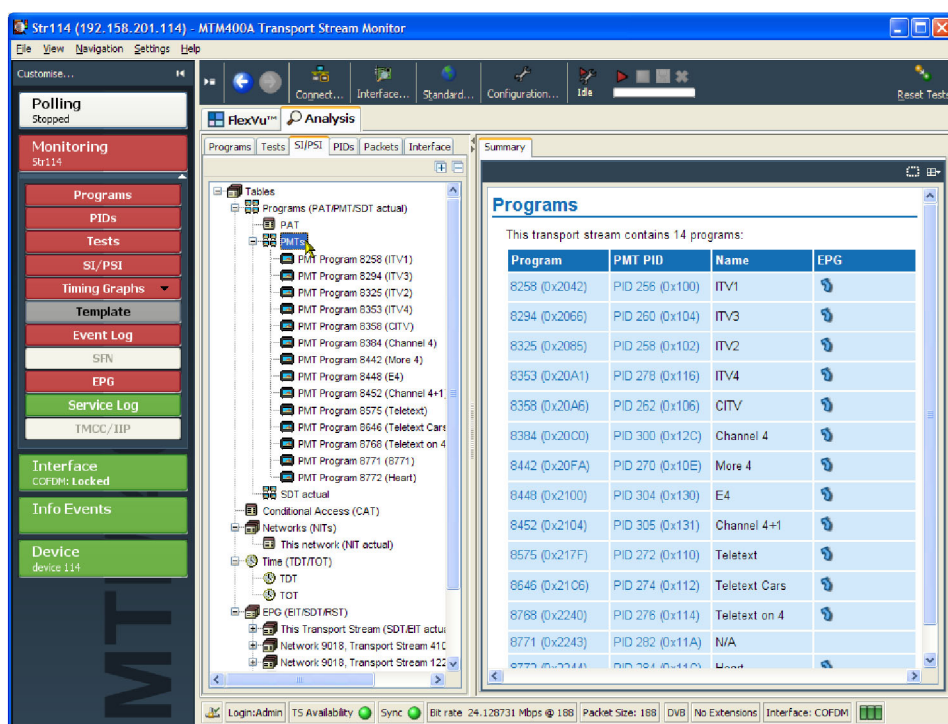 Str114 (192.158.201.114) - MTM400A Transport Stream Monitor
File View Navigation Settings Help
Customise...
Polling
Stopped
Monitoring
Str114
Programs
PIDs
Tests
SI/PSI
Timing Graphs
Template
Event Log
SFN
EPG
Service Log
TMCC/IIP
Interface
COFDM: Locked
Info Events
Device
device 114
MTM
Connect...
Interface...
Standard...
Configuration...
Idle
Reset Tests
FlexVu™
Analysis
Programs
Tests
SI/PSI
PIDs
Packets
Interface
Tables
Programs (PAT/PMT/SDT actual)
PAT
PMTs
PMT Program 8258 (ITV1)
PMT Program 8294 (ITV3)
PMT Program 8325 (ITV2)
PMT Program 8353 (ITV4)
PMT Program 8358 (CITV)
PMT Program 8384 (Channel 4)
PMT Program 8442 (More 4)
PMT Program 8448 (E4)
PMT Program 8452 (Channel 4+1)
PMT Program 8575 (Teletext)
PMT Program 8646 (Teletext Cars
PMT Program 8768 (Teletext on 4
PMT Program 8771 (8771)
PMT Program 8772 (Heart)
SDT actual
Conditional Access (CAT)
Networks (NITs)
This network (NIT actual)
Time (TDT/TOT)
TDT
TOT
EPG (EIT/SDT/RST)
This Transport Stream (SDT/EIT actu
Network 9018, Transport Stream 410
Network 9018, Transport Stream 122
Summary
Programs
This transport stream contains 14 programs:
Program PMT PID Name EPG
8258 (0x2042) PID 256 (0x100) ITV1
8294 (0x2066) PID 260 (0x104) ITV3
8325 (0x2085) PID 258 (0x102) ITV2
8353 (0x20A1) PID 278 (0x116) ITV4
8358 (0x20A6) PID 262 (0x106) CITV
8384 (0x20C0) PID 300 (0x12C) Channel 4
8442 (0x20FA) PID 270 (0x10E) More 4
8448 (0x2100) PID 304 (0x130) E4
8452 (0x2104) PID 305 (0x131) Channel 4+1
8575 (0x217F) PID 272 (0x110) Teletext
8646 (0x21C6) PID 274 (0x112) Teletext Cars
8768 (0x2240) PID 276 (0x114) Teletext on 4
8771 (0x2243) PID 282 (0x11A) N/A
8772 (0x2244) PID 284 (0x11C) Heart
Login:Admin TS Availability Sync Bit rate 24.128731 Mbps @ 188 Packet Size: 188 DVB No Extensions Interface: COFDM